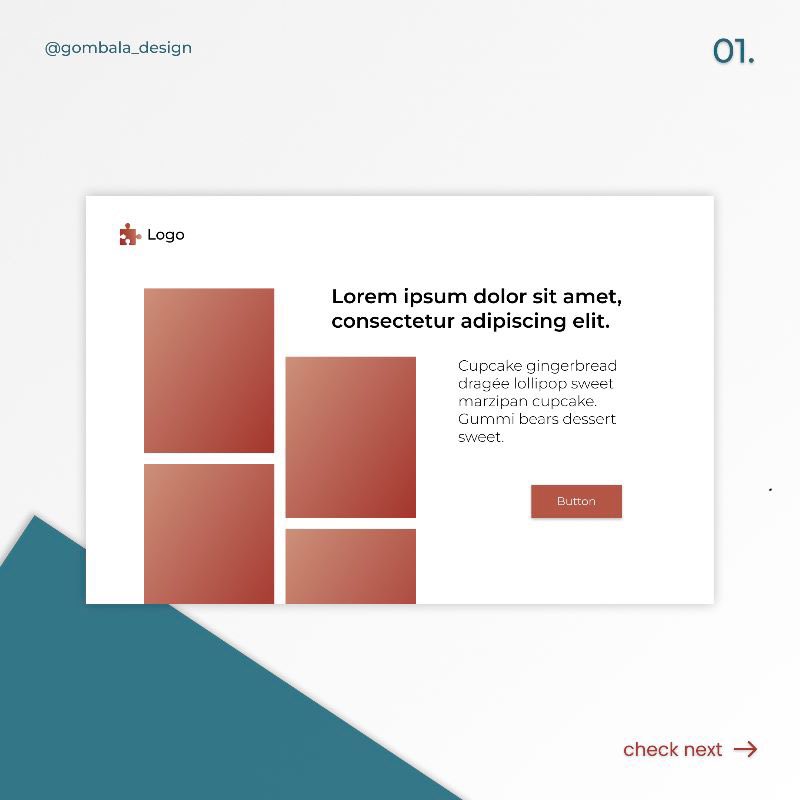 @gombala_design
01.
Logo
Lorem ipsum dolor sit amet,
consectetur adipiscing elit.
Cupcake gingerbread
dragée lollipop sweet
marzipan cupcake.
Gummi bears dessert
sweet.
Button
check next →